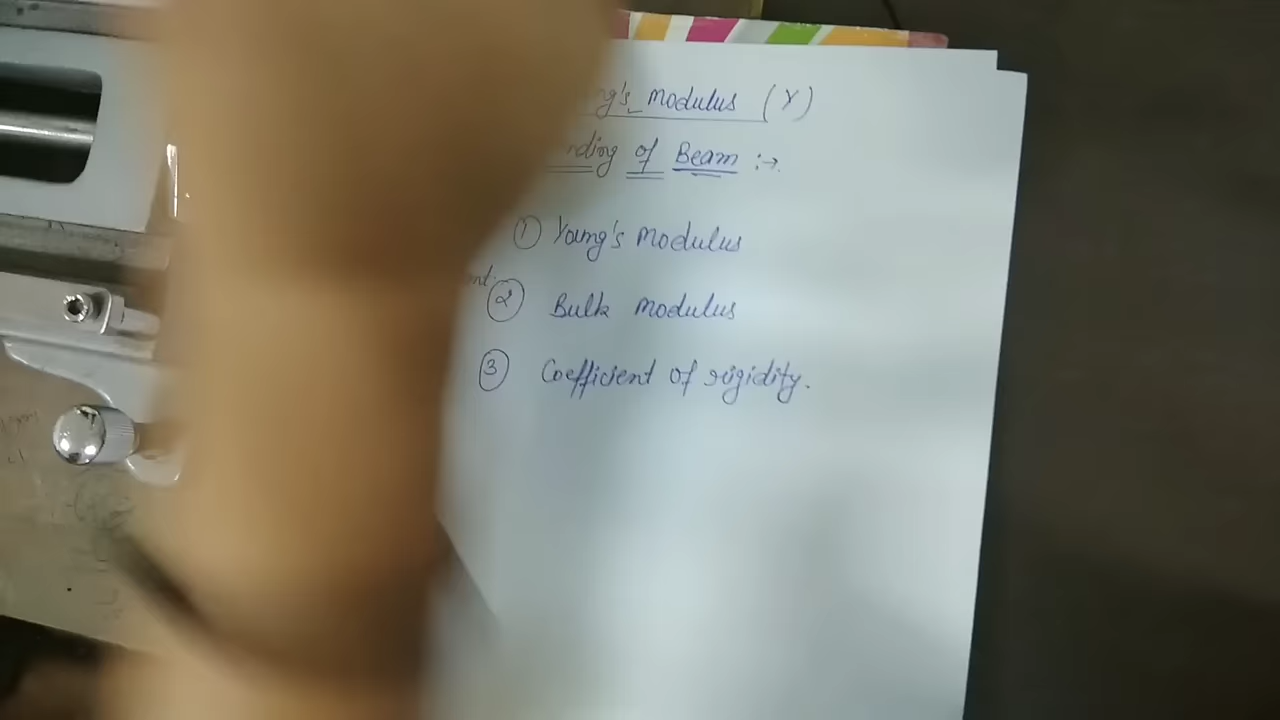 modulus (Y)
of Beam :→
① Young's modulus
② Bulk modulus
③ Coefficient of rigidity.